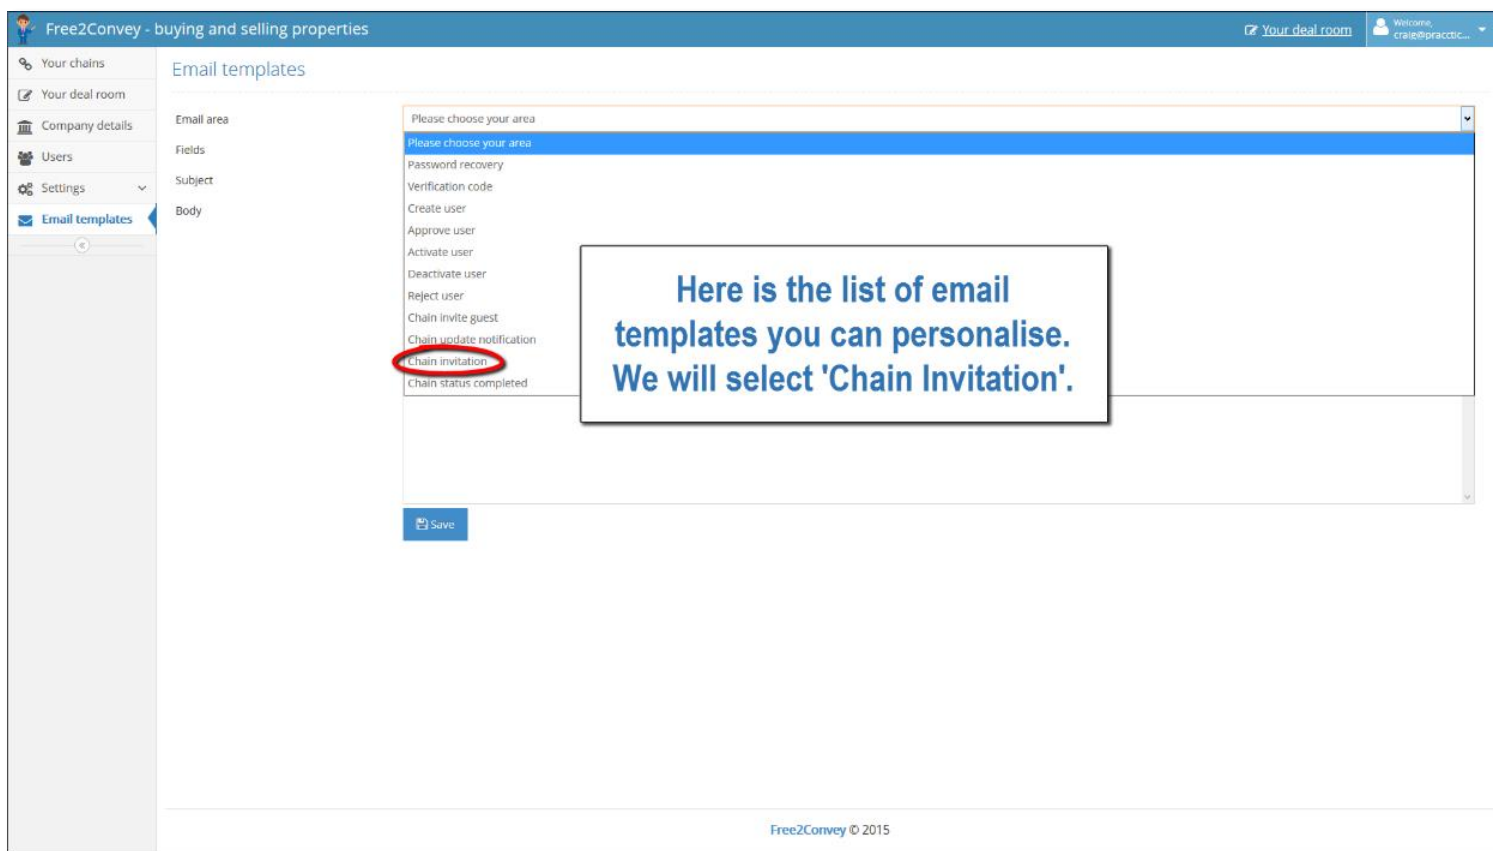 Free2Convey - buying and selling properties
Your deal room
Welcome,
craig@pracctic...
Your chains
Your deal room
Company details
Users
Settings
Email templates
Email templates
Email area
Please choose your area
Fields
Subject
Body
Please choose your area
Password recovery
Verification code
Create user
Approve user
Activate user
Deactivate user
Reject user
Chain invite guest
Chain update notification
Chain invitation
Chain status completed
Here is the list of email
templates you can personalise.
We will select 'Chain Invitation'.
Save
Free2Convey © 2015